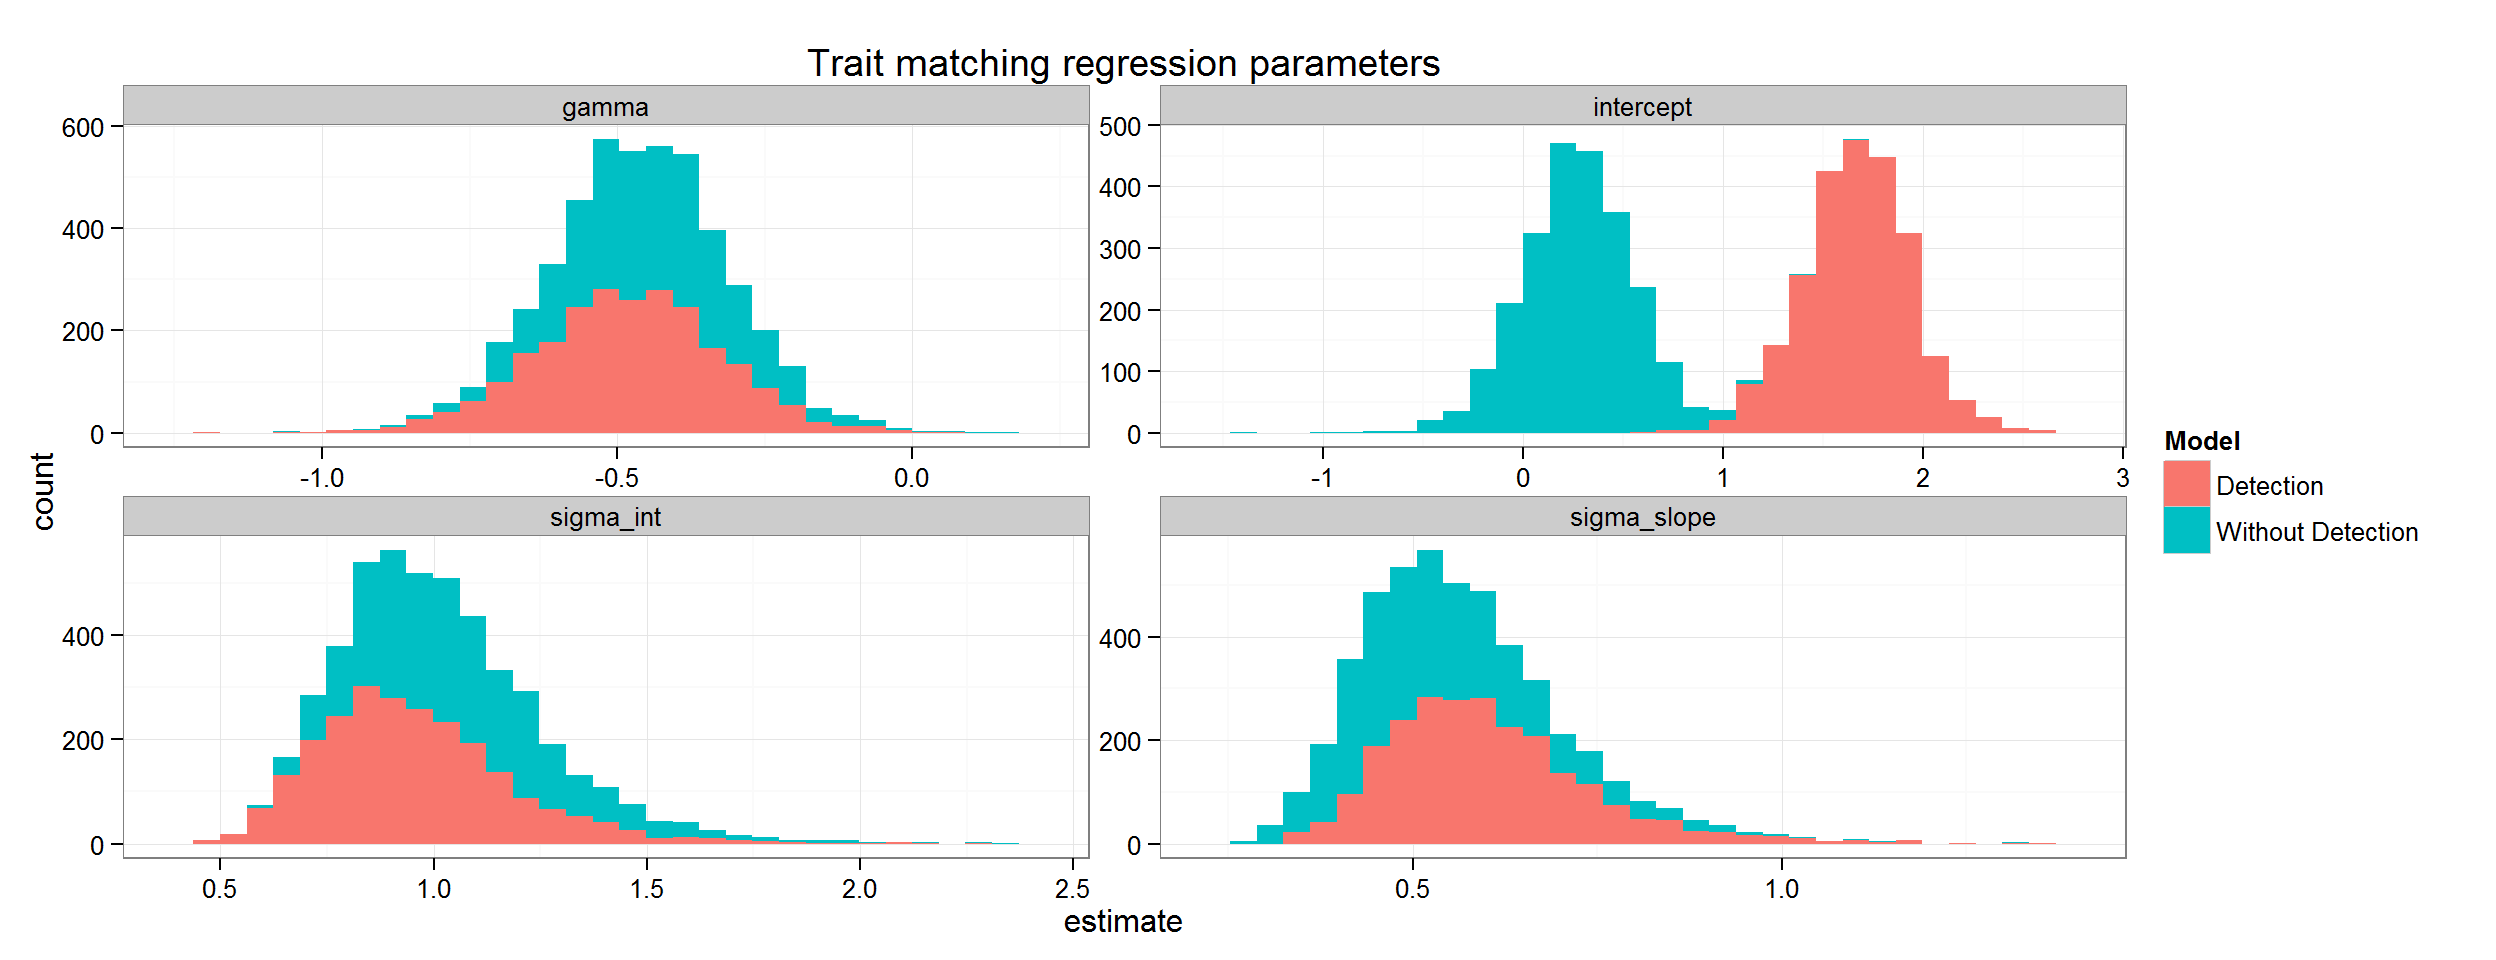 Trait matching regression parameters
gamma
intercept
600
400
200
0
500
400
300
200
100
0
-1.0 -0.5 0.0
-1 0 1 2 3
count
sigma_int
sigma_slope
400
200
0
400
200
0
0.5 1.0 1.5 2.0 2.5
0.5 1.0
estimate
Model
Detection
Without Detection